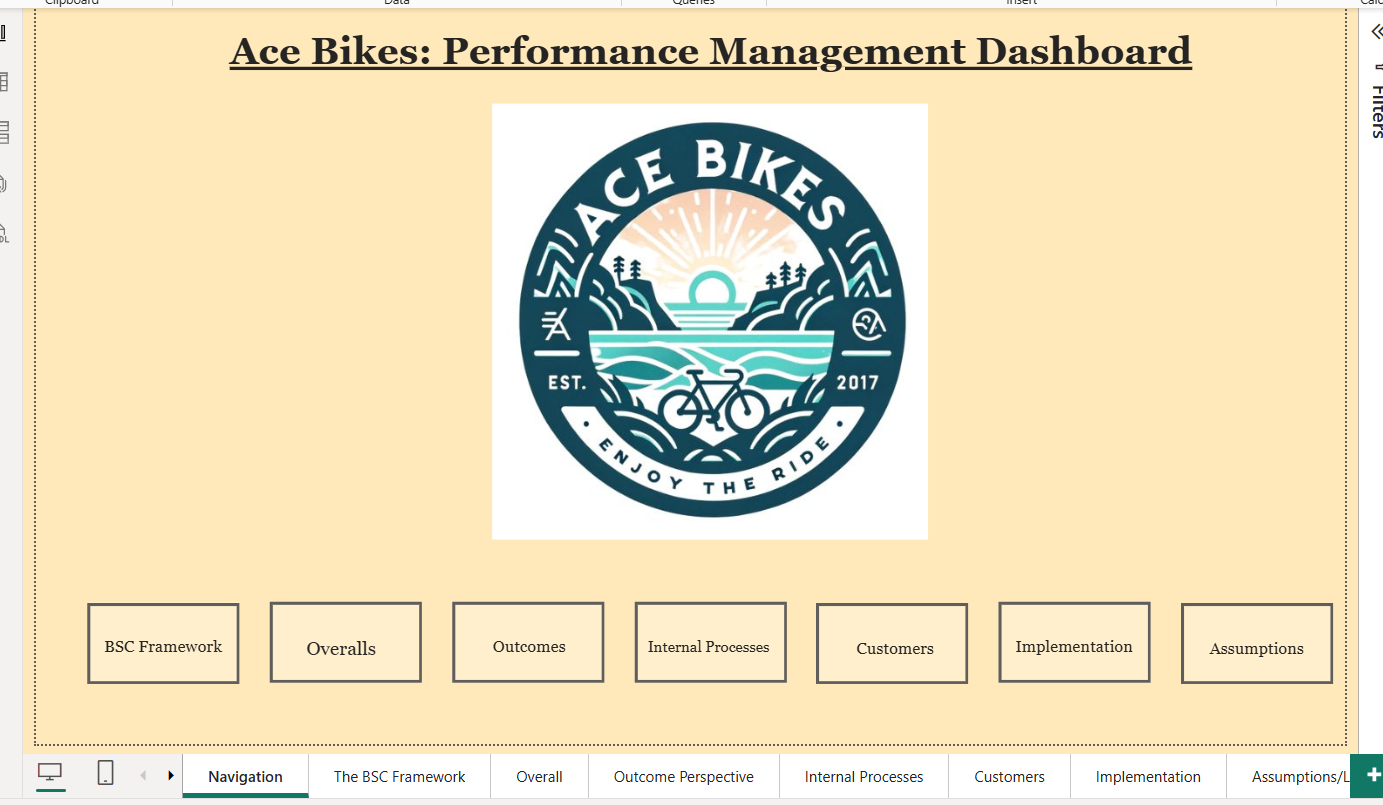 Clipboard Data Queries Insert
Ace Bikes: Performance Management Dashboard
Filters
ACE BIKES
EST. 2017
• ENJOY THE RIDE •
BSC Framework Overalls Outcomes Internal Processes Customers Implementation Assumptions
Navigation The BSC Framework Overall Outcome Perspective Internal Processes Customers Implementation Assumptions/L